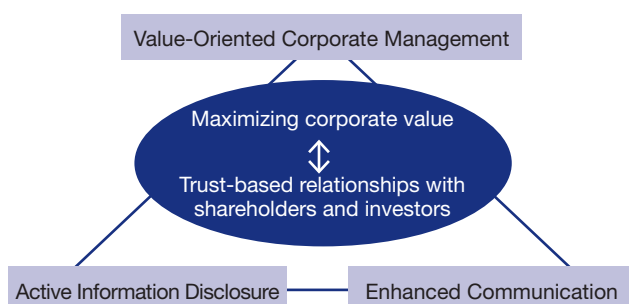 Value-Oriented Corporate Management
Maximizing corporate value
Trust-based relationships with
shareholders and investors
Active Information Disclosure
Enhanced Communication